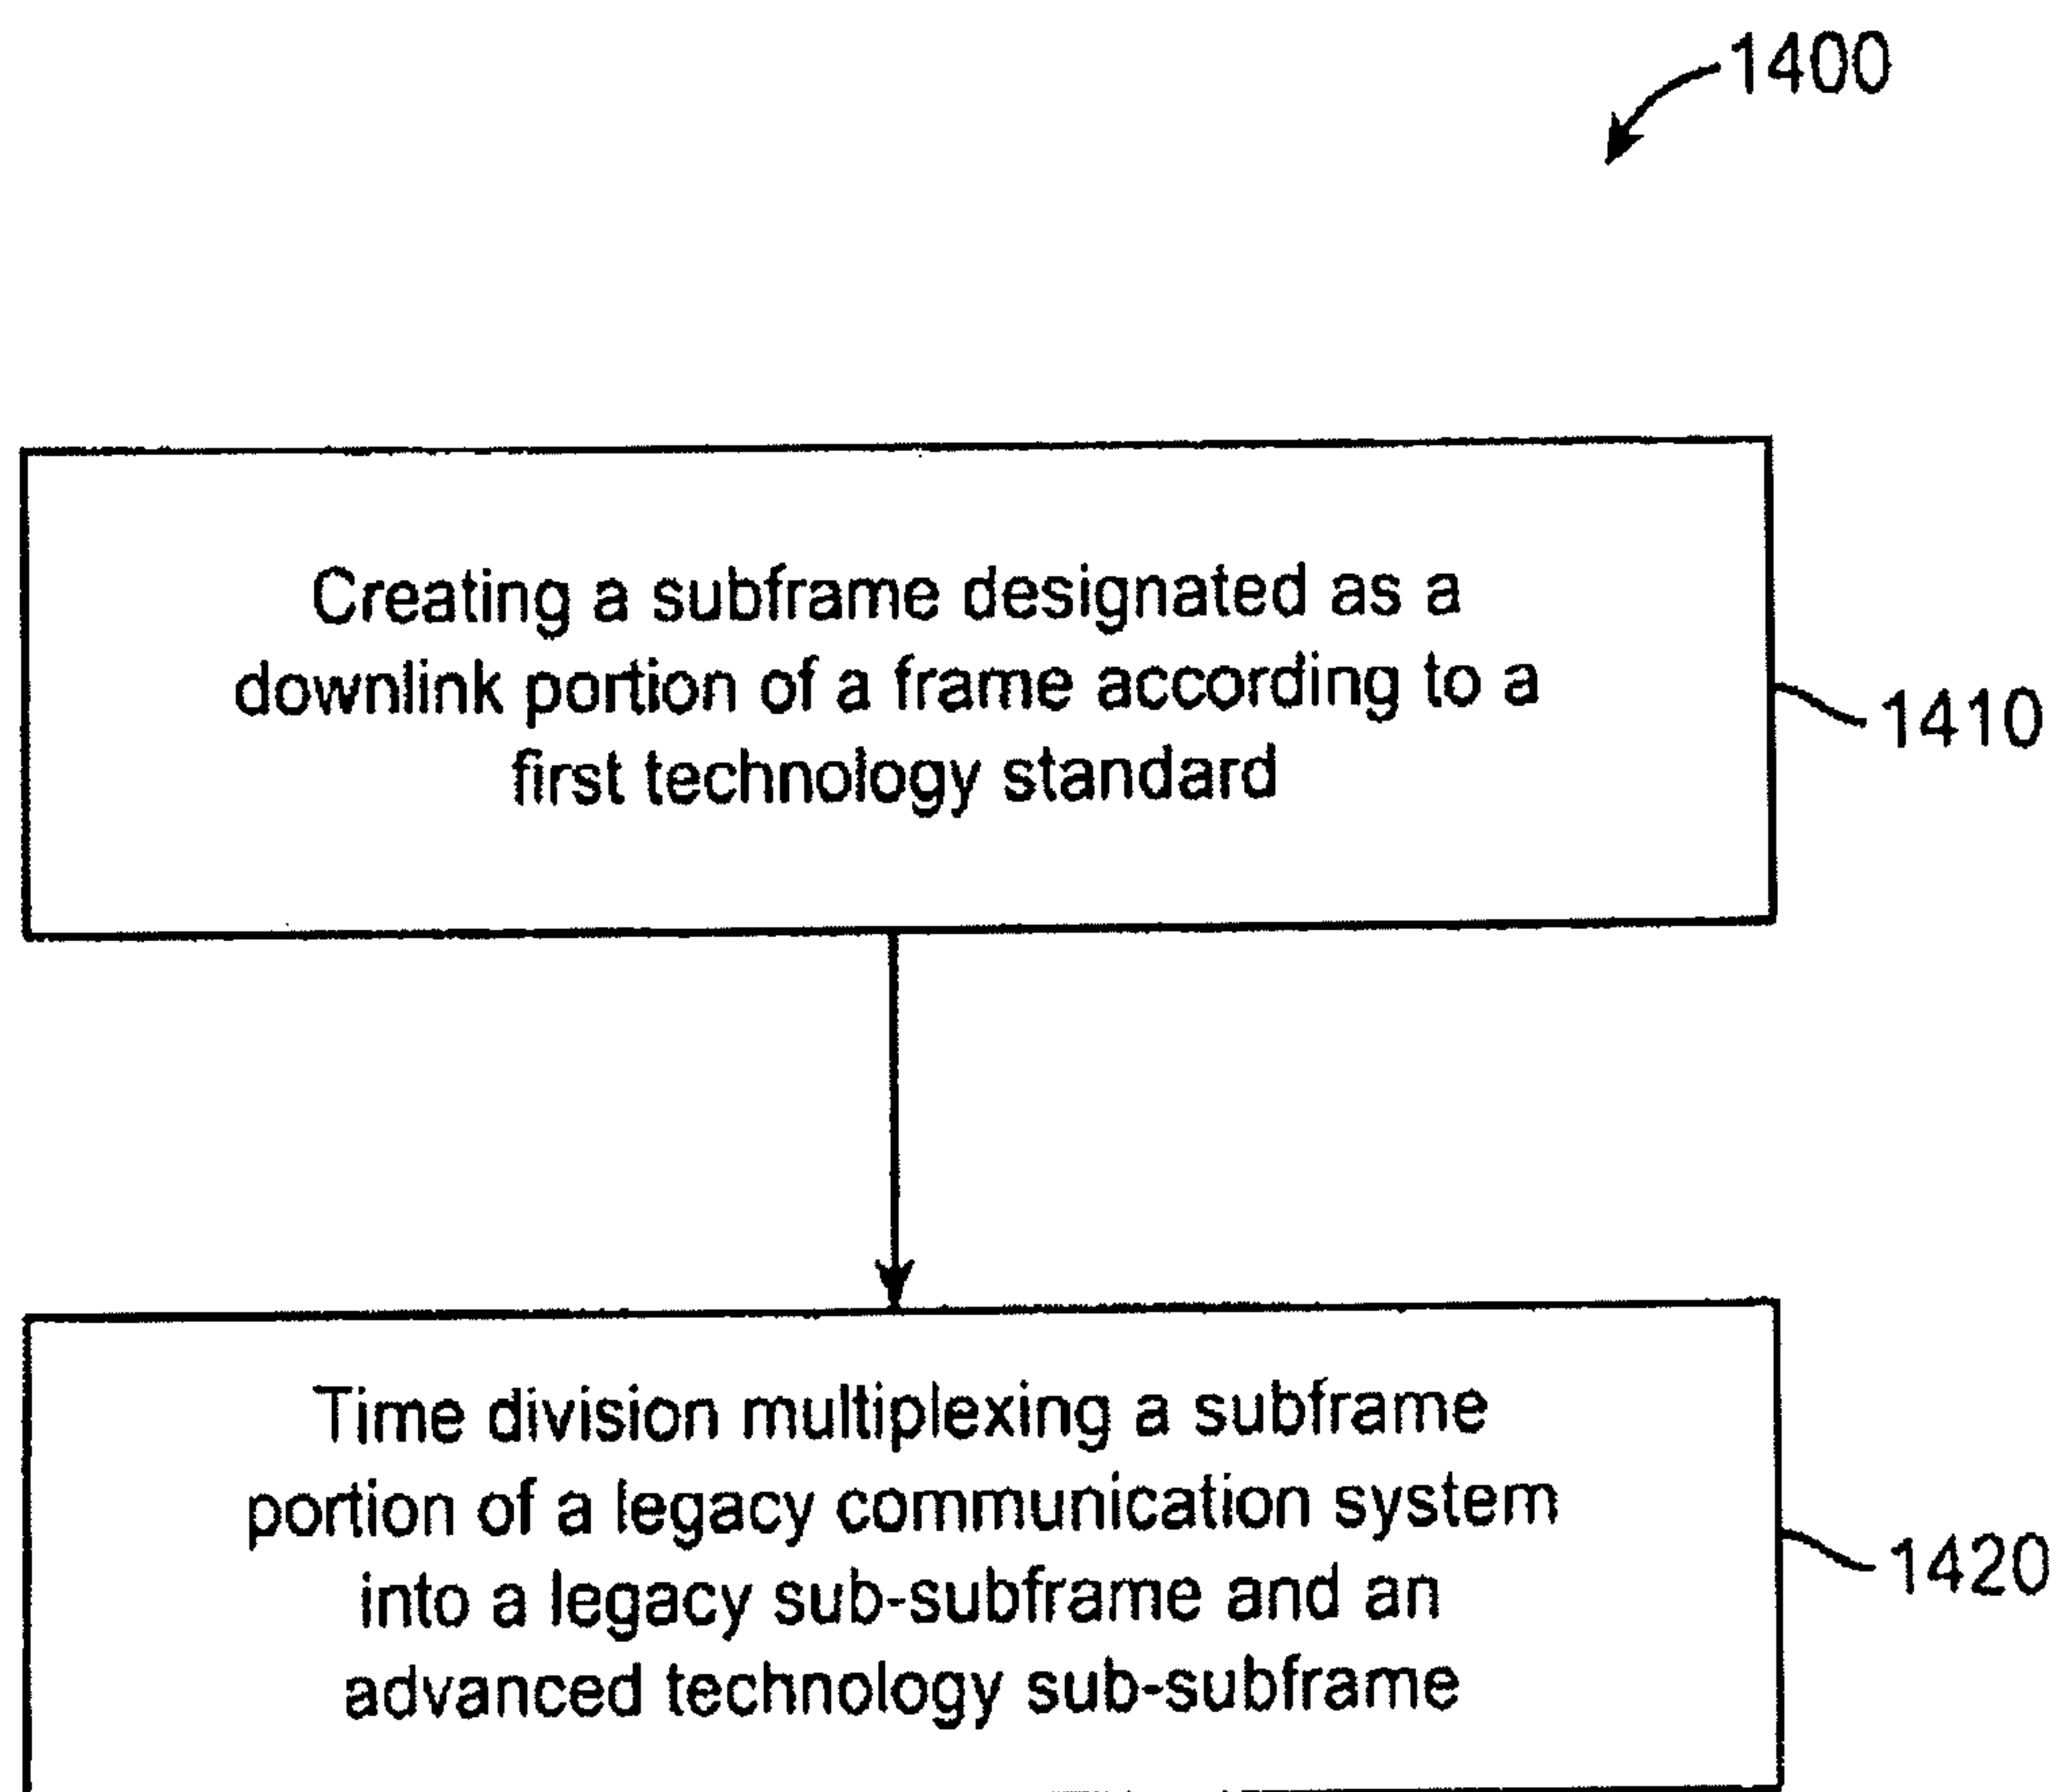 1400
Creating a subframe designated as a
downlink portion of a frame according to a
first technology standard
1410
Time division multiplexing a subframe
portion of a legacy communication system
into a legacy sub-subframe and an
advanced technology sub-subframe
1420